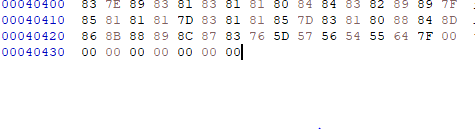 00040400 83 7E 89 83 81 83 81 81 80 84 84 83 82 89 89 7F
00040410 85 81 81 81 7D 83 81 81 85 7D 83 81 80 88 84 8D
00040420 86 8B 88 89 8C 87 83 76 5D 57 56 54 55 64 7F 00
00040430 00 00 00 00 00 00 00